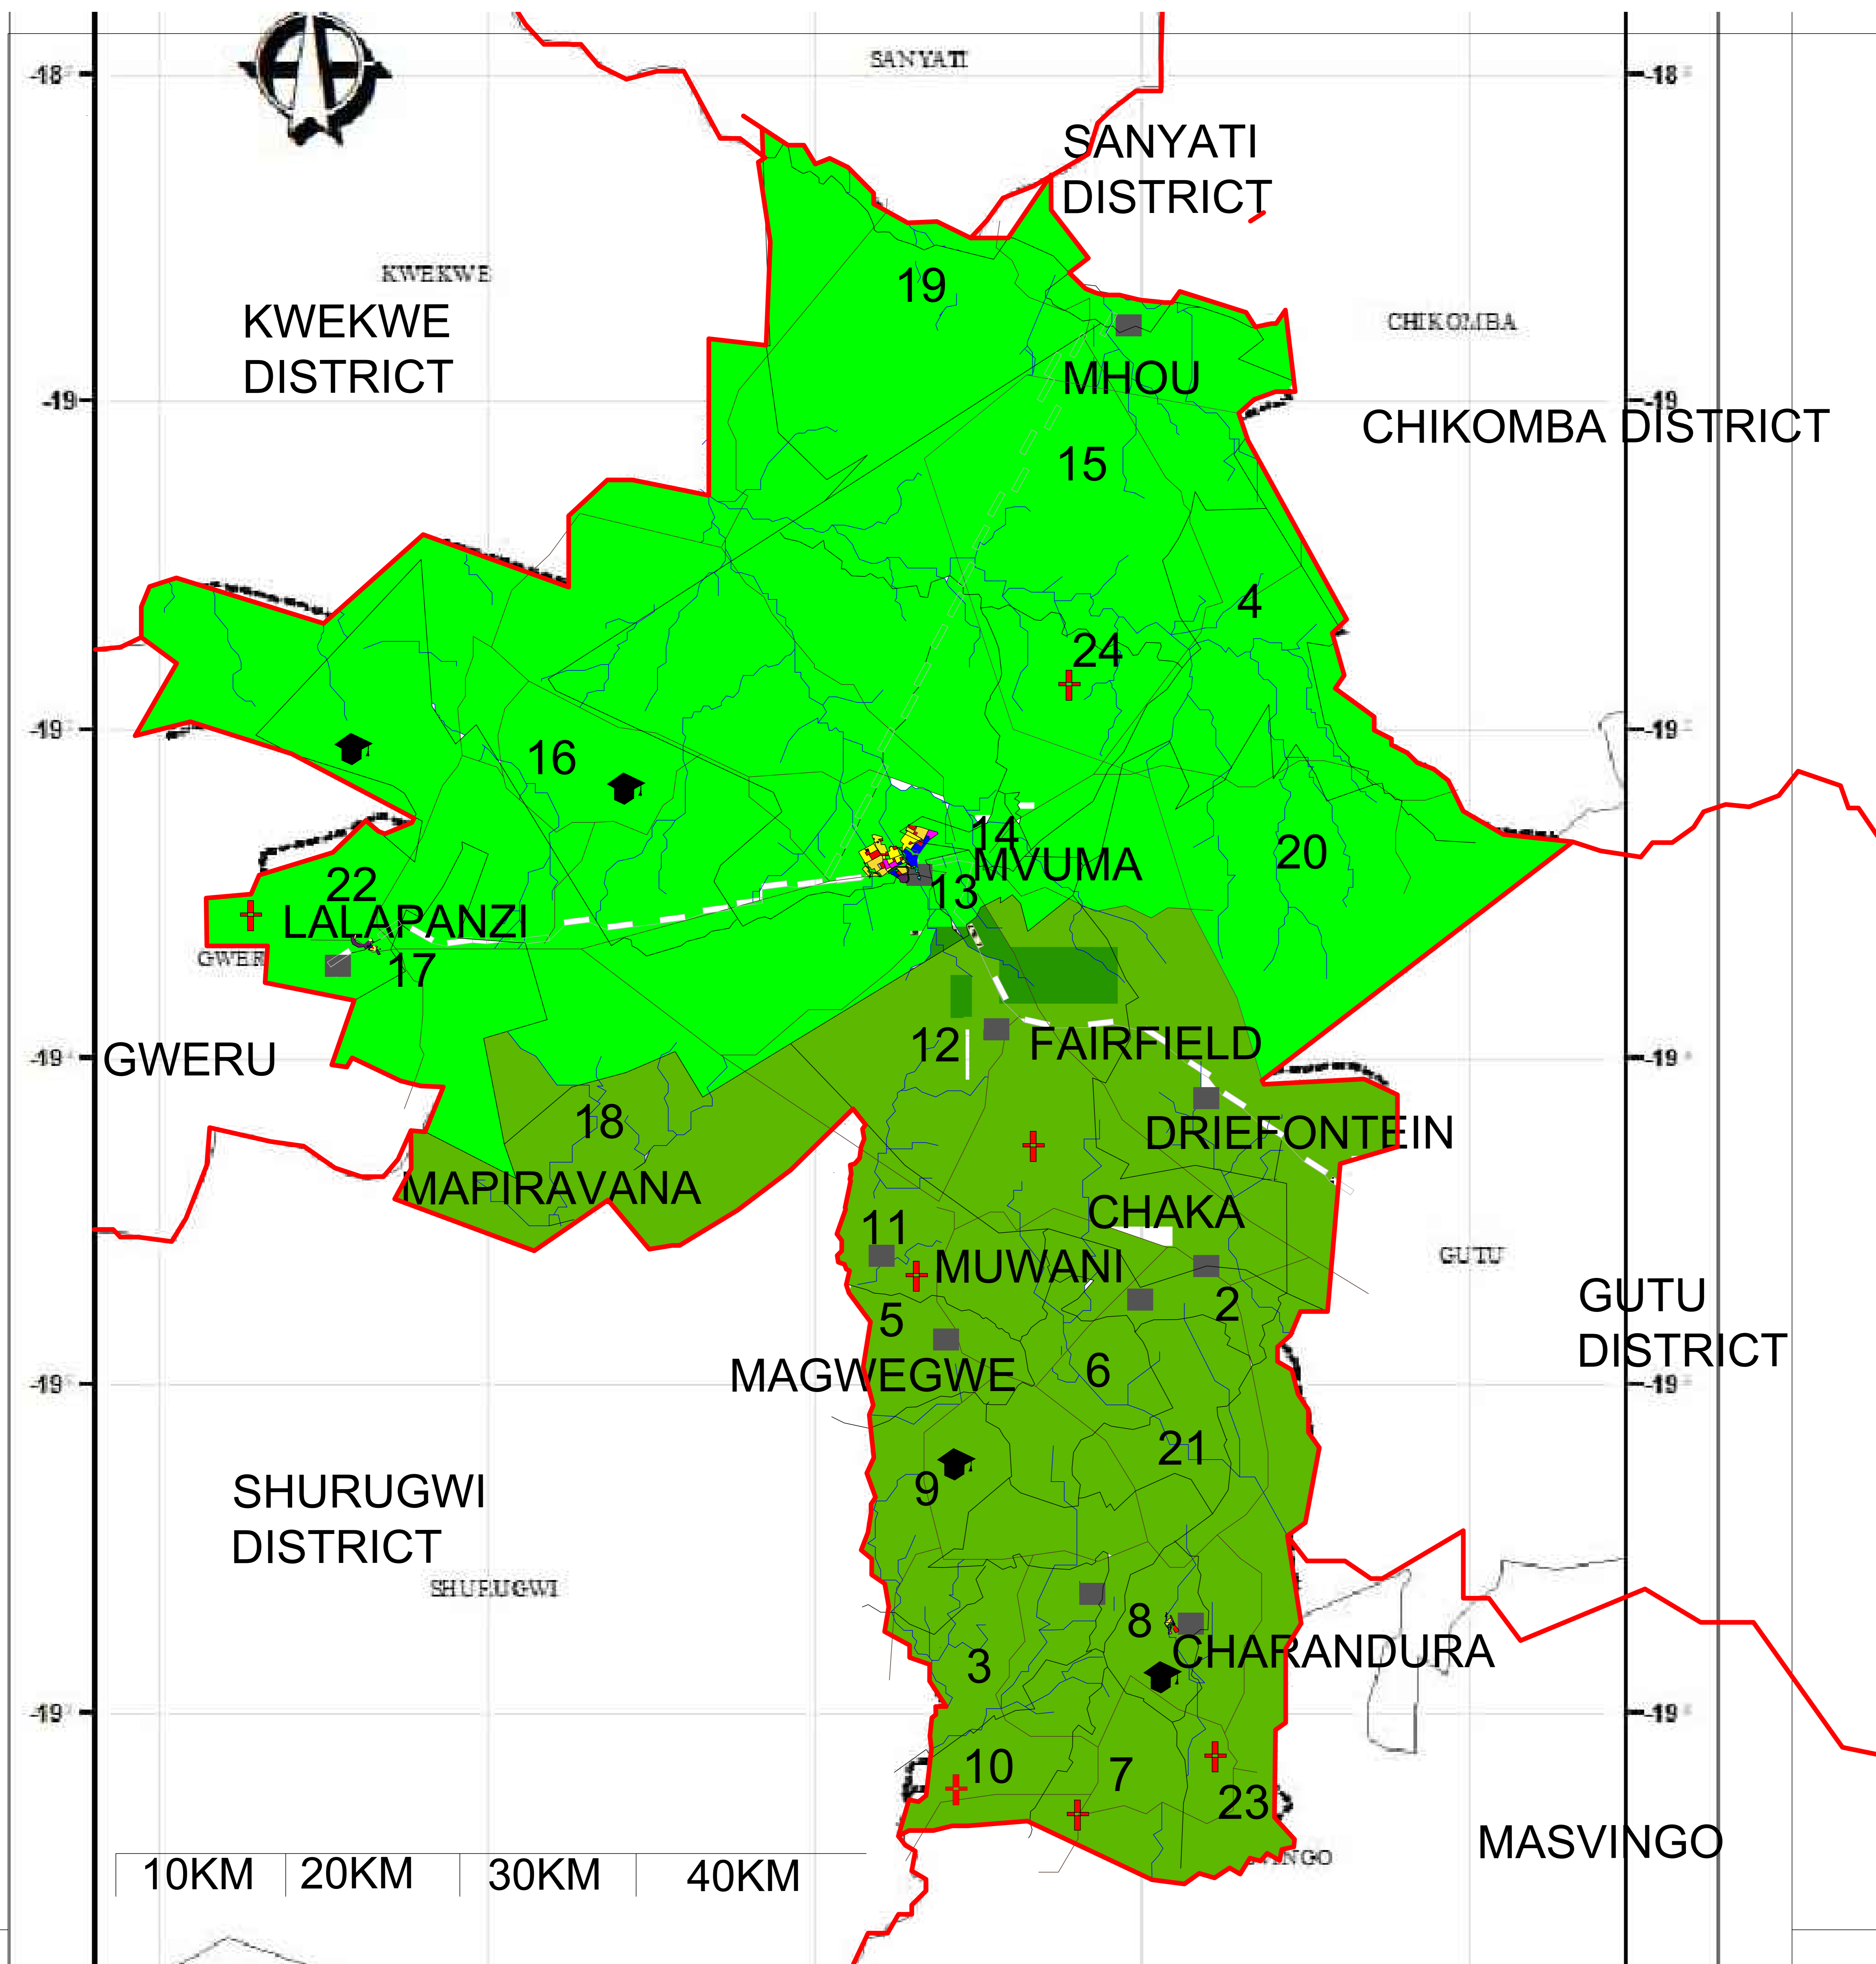 SANYATI
-18
-18
SANYATI
DISTRICT
KWEKWE
19
KWEKWE
DISTRICT
CHIKOMBA
MHOU
-19
-19
CHIKOMBA DISTRICT
15
4
24
-19
-19
16
14
MVUMA
20
22
13
LALAPANZI
GWER
17
12
FAIRFIELD
-19
-19
GWERU
18
DRIEFONTEIN
MAPIRAVANA
CHAKA
11
MUWANI
GUTU
2
GUTU
DISTRICT
5
MAGWEGWE
6
-19
-19
21
9
SHURUGWI
DISTRICT
SHURUGWI
8
CHARANDURA
3
-19
-19
10
7
23
MASVINGO
INGO
10KM
20KM
30KM
40KM